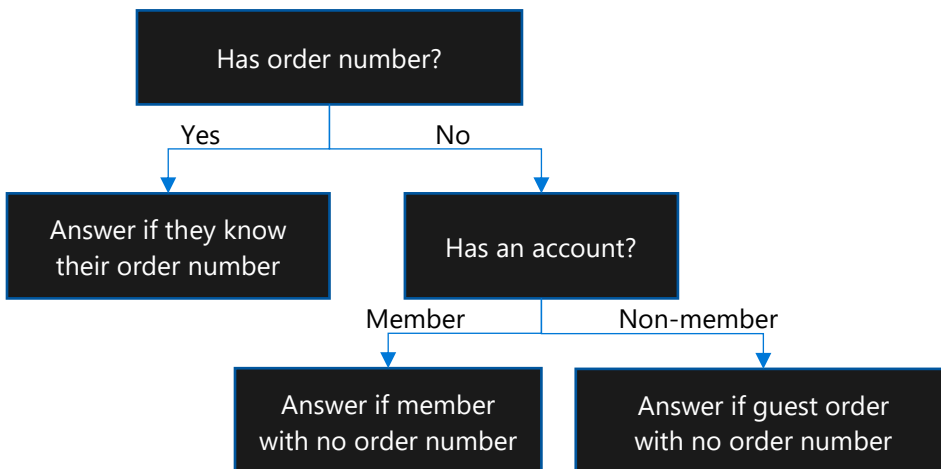 Has order number?
Yes
No
Answer if they know
their order number
Has an account?
Member
Non-member
Answer if member
with no order number
Answer if guest order
with no order number